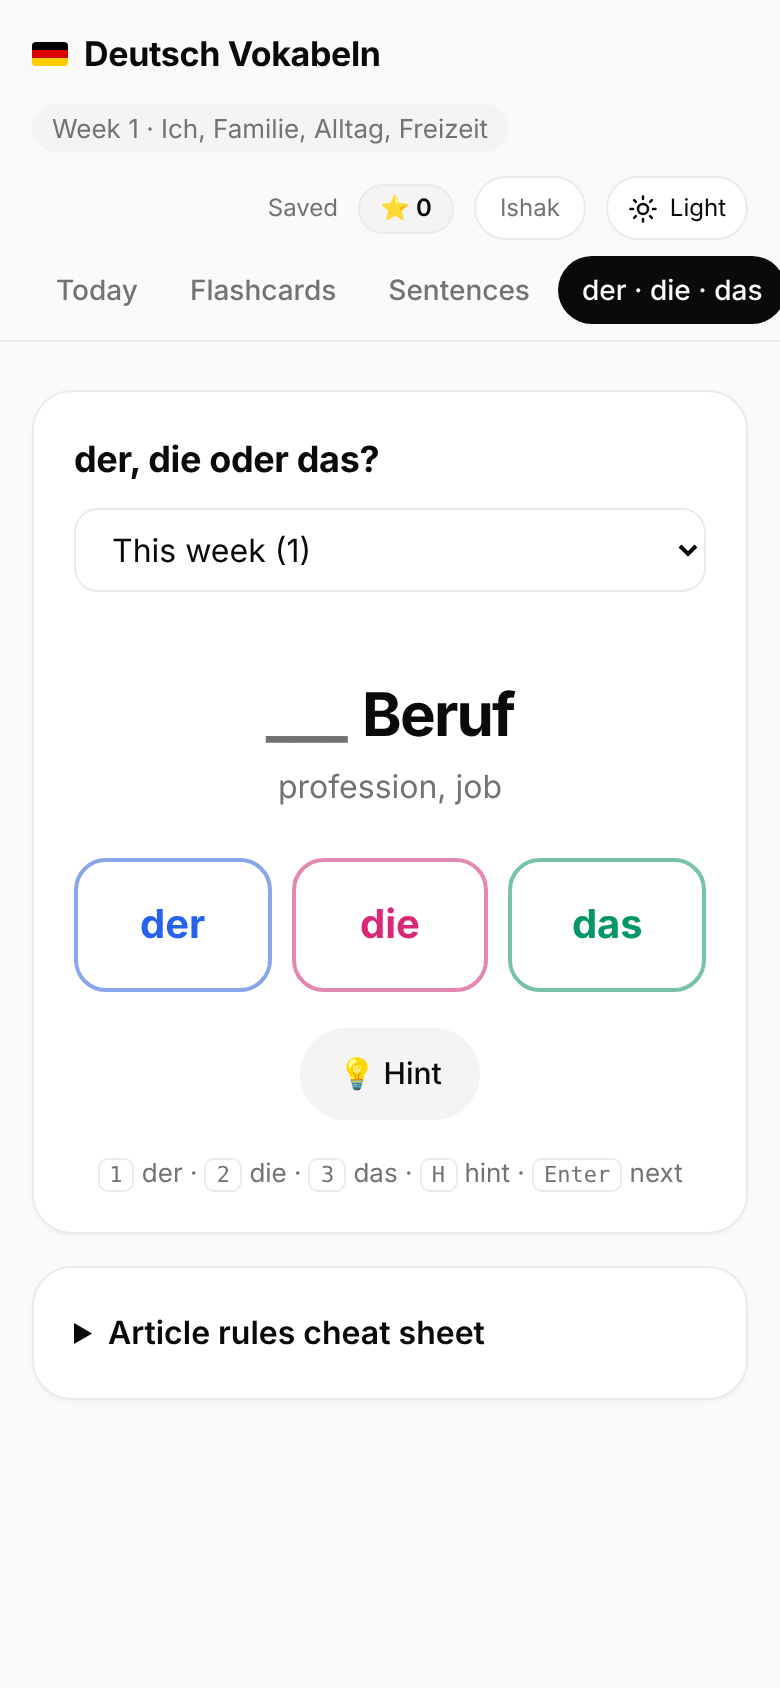 Deutsch Vokabeln
Week 1 · Ich, Familie, Alltag, Freizeit
Saved ⭐ 0 Ishak Light
Today Flashcards Sentences der · die · das
der, die oder das?
This week (1)
___ Beruf
profession, job
der die das
💡 Hint
1 der · 2 die · 3 das · H hint · Enter next
Article rules cheat sheet